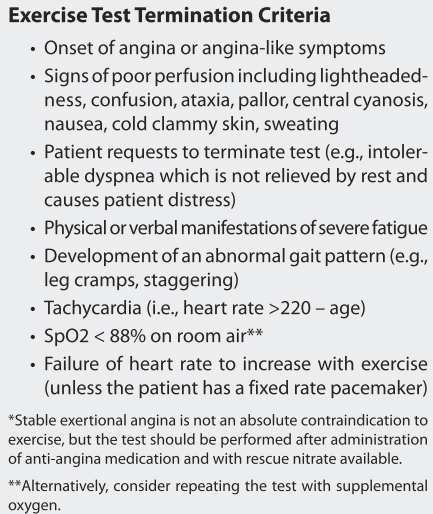 Exercise Test Termination Criteria
• Onset of angina or angina-like symptoms
• Signs of poor perfusion including lightheaded-
ness, confusion, ataxia, pallor, central cyanosis,
nausea, cold clammy skin, sweating
• Patient requests to terminate test (e.g., intoler-
able dyspnea which is not relieved by rest and
causes patient distress)
• Physical or verbal manifestations of severe fatigue
• Development of an abnormal gait pattern (e.g.,
leg cramps, staggering)
• Tachycardia (i.e., heart rate >220 – age)
• SpO2 < 88% on room air**
• Failure of heart rate to increase with exercise
(unless the patient has a fixed rate pacemaker)
*Stable exertional angina is not an absolute contraindication to
exercise, but the test should be performed after administration
of anti-angina medication and with rescue nitrate available.
**Alternatively, consider repeating the test with supplemental
oxygen.